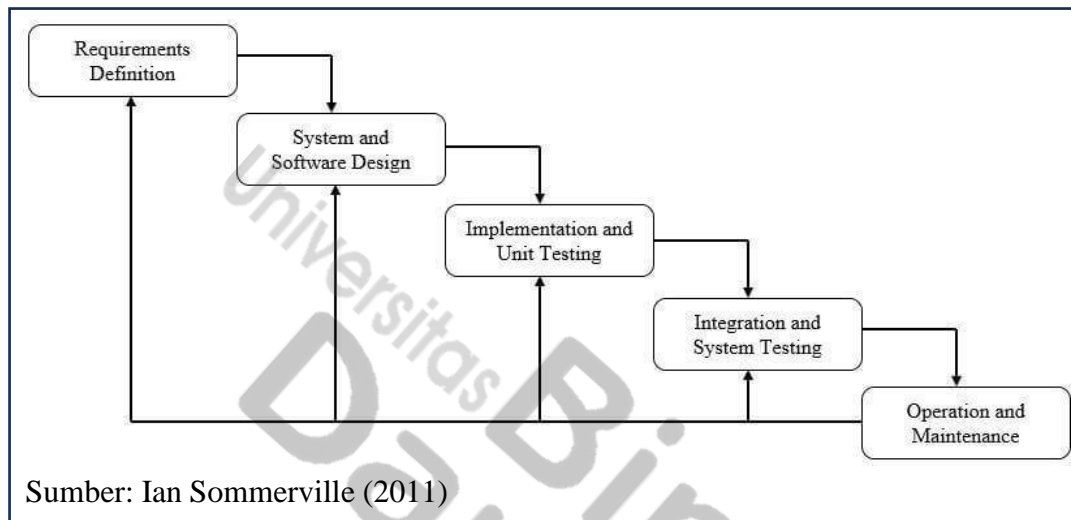 Requirements
Definition
System and
Software Design
Implementation and
Unit Testing
Integration and
System Testing
Operation and
Maintenance
Universitas
Sumber: Ian Sommerville (2011)